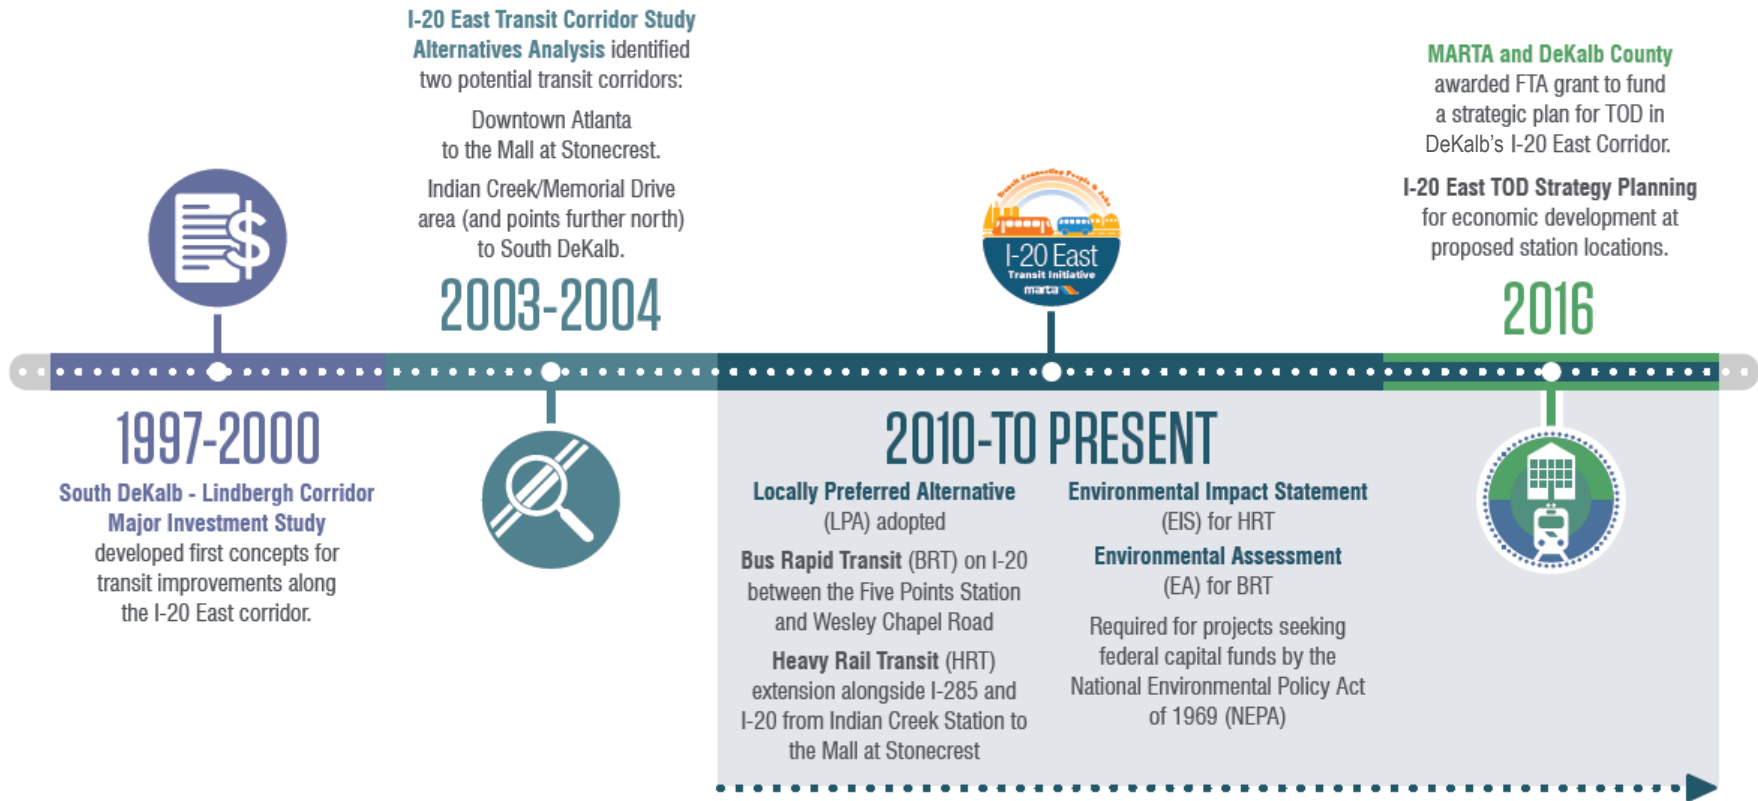 1997-2000
South DeKalb - Lindbergh Corridor
Major Investment Study
developed first concepts for
transit improvements along
the I-20 East corridor.
I-20 East Transit Corridor Study
Alternatives Analysis identified
two potential transit corridors:
Downtown Atlanta
to the Mall at Stonecrest.
Indian Creek/Memorial Drive
area (and points further north)
to South DeKalb.
2003-2004
Transit Connecting People & Jobs
I-20 East
Transit Initiative
marta
2010-TO PRESENT
Locally Preferred Alternative
(LPA) adopted
Bus Rapid Transit (BRT) on I-20
between the Five Points Station
and Wesley Chapel Road
Heavy Rail Transit (HRT)
extension alongside I-285 and
I-20 from Indian Creek Station to
the Mall at Stonecrest
Environmental Impact Statement
(EIS) for HRT
Environmental Assessment
(EA) for BRT
Required for projects seeking
federal capital funds by the
National Environmental Policy Act
of 1969 (NEPA)
MARTA and DeKalb County
awarded FTA grant to fund
a strategic plan for TOD in
DeKalb's I-20 East Corridor.
I-20 East TOD Strategy Planning
for economic development at
proposed station locations.
2016